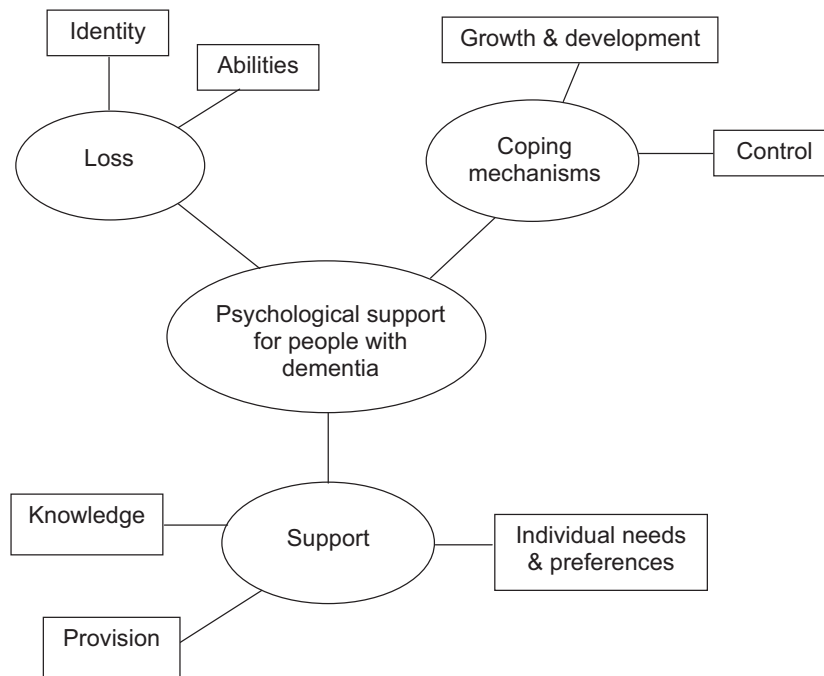 Identity
Abilities
Growth & development
Loss
Coping
mechanisms
Control
Psychological support
for people with
dementia
Knowledge
Support
Individual needs
& preferences
Provision